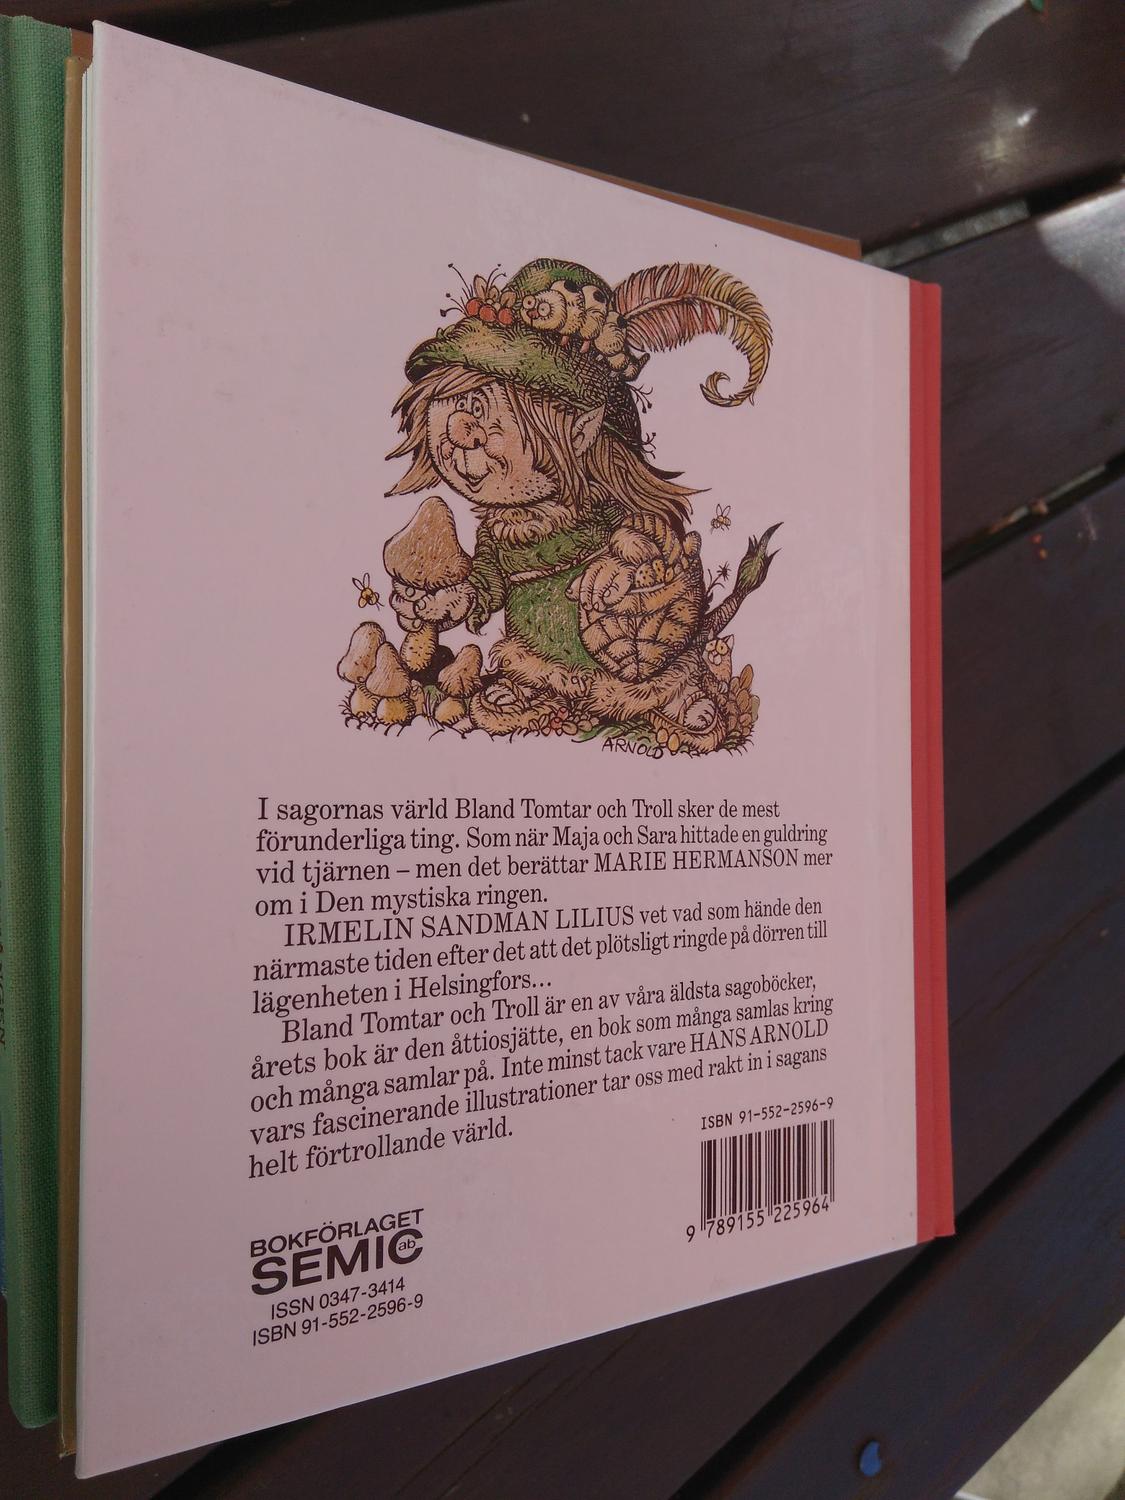 ARNOLD
I sagornas värld Bland Tomtar och Troll sker de mest
förunderliga ting. Som när Maja och Sara hittade en guldring
vid tjärnen – men det berättar MARIE HERMANSON mer
om i Den mystiska ringen.
IRMELIN SANDMAN LILIUS vet vad som hände den
närmaste tiden efter det att det plötsligt ringde på dörren till
lägenheten i Helsingfors...
Bland Tomtar och Troll är en av våra äldsta sagoböcker,
årets bok är den åttiosjätte, en bok som många samlas kring
och många samlar på. Inte minst tack vare HANS ARNOLD
vars fascinerande illustrationer tar oss med rakt in i sagans
helt förtrollande värld.
ISBN 91-552-2596-9
9 789155 225964
BOKFÖRLAGET
SEMIC ab
ISSN 0347-3414
ISBN 91-552-2596-9